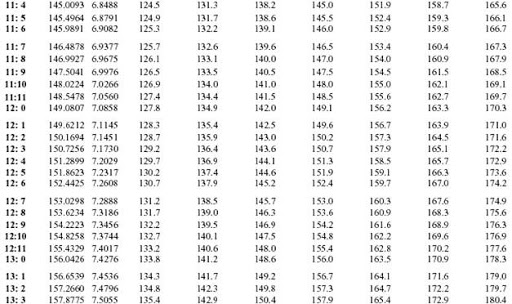 11: 4 145.0093 6.8488 124.5 131.3 138.2 145.0 151.9 158.7 165.6
11: 5 145.4964 6.8791 124.9 131.7 138.6 145.5 152.4 159.3 166.1
11: 6 145.9891 6.9082 125.3 132.2 139.1 146.0 152.9 159.8 166.7
11: 7 146.4878 6.9377 125.7 132.6 139.6 146.5 153.4 160.4 167.3
11: 8 146.9927 6.9675 126.1 133.1 140.0 147.0 154.0 160.9 167.9
11: 9 147.5041 6.9976 126.5 133.5 140.5 147.5 154.5 161.5 168.5
11:10 148.0224 7.0266 126.9 134.0 141.0 148.0 155.0 162.1 169.1
11:11 148.5478 7.0560 127.4 134.4 141.5 148.5 155.6 162.7 169.7
12: 0 149.0807 7.0858 127.8 134.9 142.0 149.1 156.2 163.3 170.3
12: 1 149.6212 7.1145 128.3 135.4 142.5 149.6 156.7 163.9 171.0
12: 2 150.1694 7.1451 128.7 135.9 143.0 150.2 157.3 164.5 171.6
12: 3 150.7256 7.1730 129.2 136.4 143.6 150.7 157.9 165.1 172.2
12: 4 151.2899 7.2029 129.7 136.9 144.1 151.3 158.5 165.7 172.9
12: 5 151.8623 7.2317 130.2 137.4 144.6 151.9 159.1 166.3 173.6
12: 6 152.4425 7.2608 130.7 137.9 145.2 152.4 159.7 167.0 174.2
12: 7 153.0298 7.2888 131.2 138.5 145.7 153.0 160.3 167.6 174.9
12: 8 153.6234 7.3186 131.7 139.0 146.3 153.6 160.9 168.3 175.6
12: 9 154.2223 7.3456 132.2 139.5 146.9 154.2 161.6 168.9 176.3
12:10 154.8258 7.3744 132.7 140.1 147.5 154.8 162.2 169.6 176.9
12:11 155.4329 7.4017 133.2 140.6 148.0 155.4 162.8 170.2 177.6
13: 0 156.0426 7.4276 133.8 141.2 148.6 156.0 163.5 170.9 178.3
13: 1 156.6539 7.4536 134.3 141.7 149.2 156.7 164.1 171.6 179.0
13: 2 157.2660 7.4796 134.8 142.3 149.8 157.3 164.7 172.2 179.7
13: 3 157.8775 7.5055 135.4 142.9 150.4 157.9 165.4 172.9 180.4